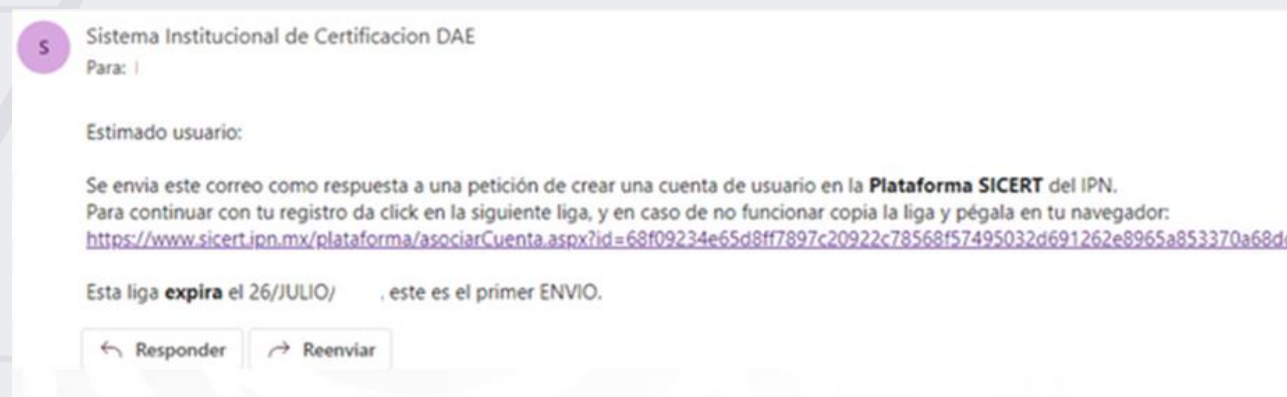 S
Sistema Institucional de Certificacion DAE
Para:
Estimado usuario:
Se envia este correo como respuesta a una petición de crear una cuenta de usuario en la Plataforma SICERT del IPN.
Para continuar con tu registro da click en la siguiente liga, y en caso de no funcionar copia la liga y pégala en tu navegador:
https://www.sicert.ipn.mx/plataforma/asociarCuenta.aspx?id=68f09234e65d8ff7897c20922c78568f57495032d691262e8965a853370a68d
Esta liga expira el 26/JULIO/ , este es el primer ENVIO.
Responder Reenviar